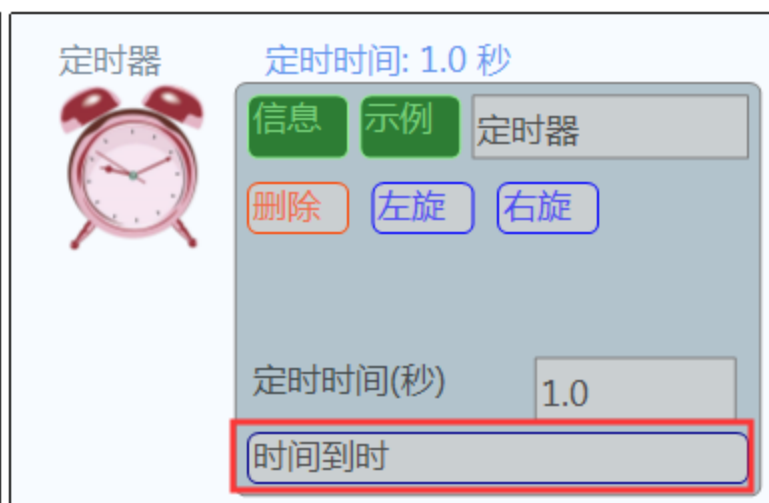 定时器 定时时间: 1.0 秒
信息 示例 定时器
删除 左旋 右旋
定时时间(秒) 1.0
时间到时